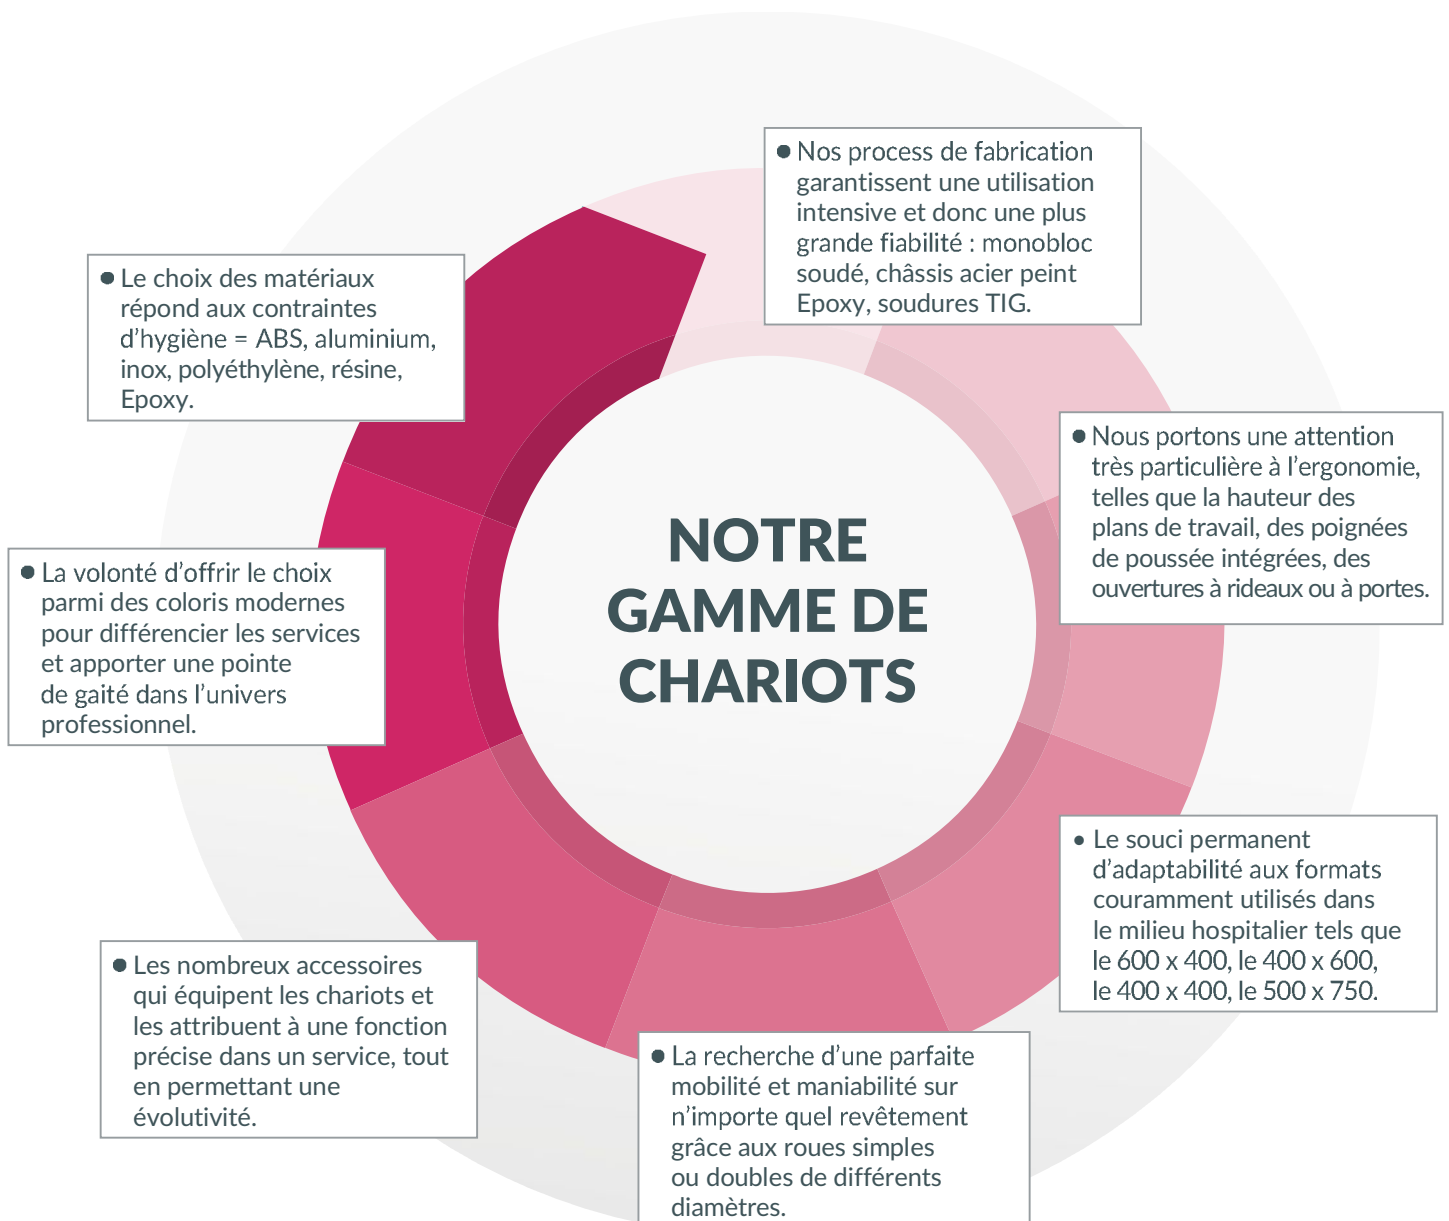 NOTRE
GAMME DE
CHARIOTS
• Nos process de fabrication
garantissent une utilisation
intensive et donc une plus
grande fiabilité : monobloc
soudé, châssis acier peint
Epoxy, soudures TIG.
• Nous portons une attention
très particulière à l’ergonomie,
telles que la hauteur des
plans de travail, des poignées
de poussée intégrées, des
ouvertures à rideaux ou à portes.
• Le souci permanent
d’adaptabilité aux formats
couramment utilisés dans
le milieu hospitalier tels que
le 600 x 400, le 400 x 600,
le 400 x 400, le 500 x 750.
• La recherche d’une parfaite
mobilité et maniabilité sur
n’importe quel revêtement
grâce aux roues simples
ou doubles de différents
diamètres.
• Les nombreux accessoires
qui équipent les chariots et
les attribuent à une fonction
précise dans un service, tout
en permettant une
évolutivité.
• La volonté d’offrir le choix
parmi des coloris modernes
pour différencier les services
et apporter une pointe
de gaité dans l’univers
professionnel.
• Le choix des matériaux
répond aux contraintes
d’hygiène = ABS, aluminium,
inox, polyéthylène, résine,
Epoxy.